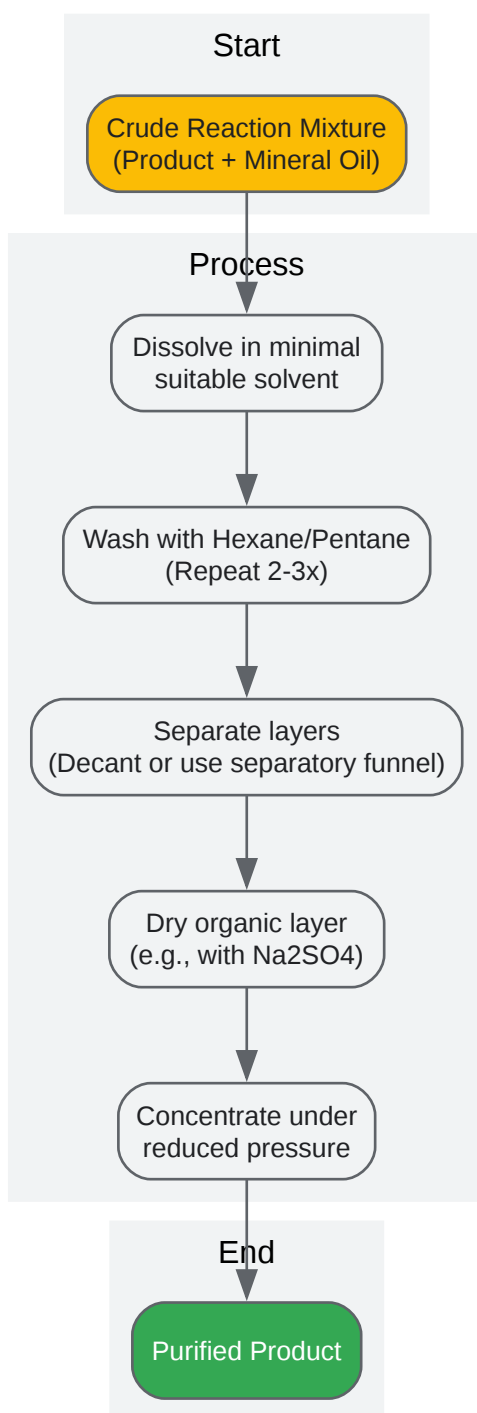 Start
Crude Reaction Mixture
(Product + Mineral Oil)
Process
Dissolve in minimal
suitable solvent
Wash with Hexane/Pentane
(Repeat 2-3x)
Separate layers
(Decant or use separatory funnel)
Dry organic layer
(e.g., with Na2SO4)
Concentrate under
reduced pressure
End
Purified Product